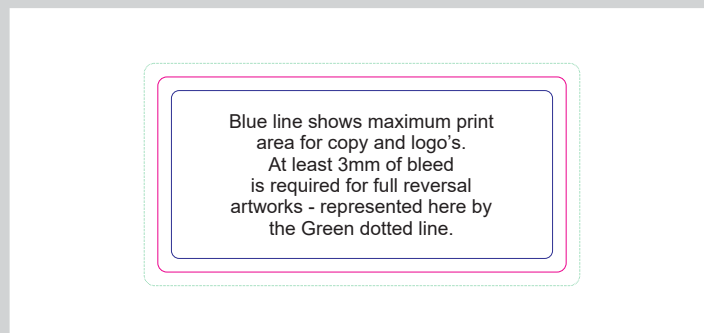 Blue line shows maximum print
area for copy and logo's.
At least 3mm of bleed
is required for full reversal
artworks - represented here by
the Green dotted line.